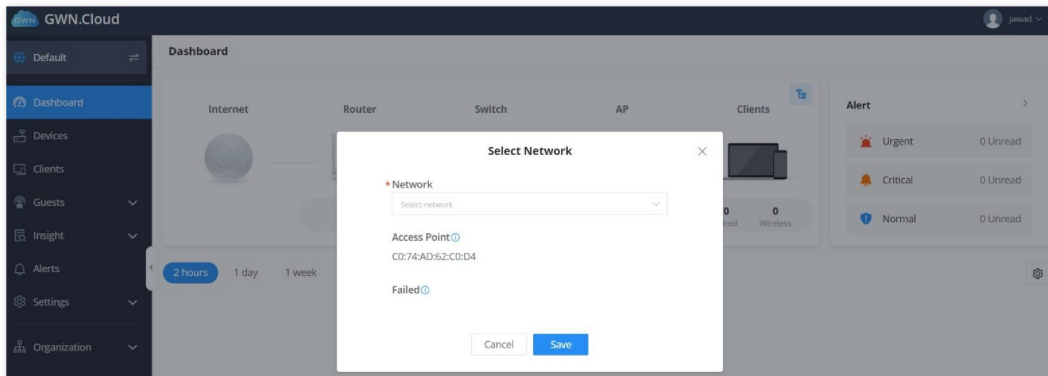 GWN GWN.Cloud
jawad
Default
Dashboard
Devices
Clients
Guests
Insight
Alerts
Settings
Organization
Dashboard
Internet Router Switch AP Clients
0 0
Wireless
2 hours 1 day 1 week
Alert
Urgent 0 Unread
Critical 0 Unread
Normal 0 Unread
Select Network
* Network
Select network
Access Point
C0:74:AD:62:C0:D4
Failed
Cancel Save